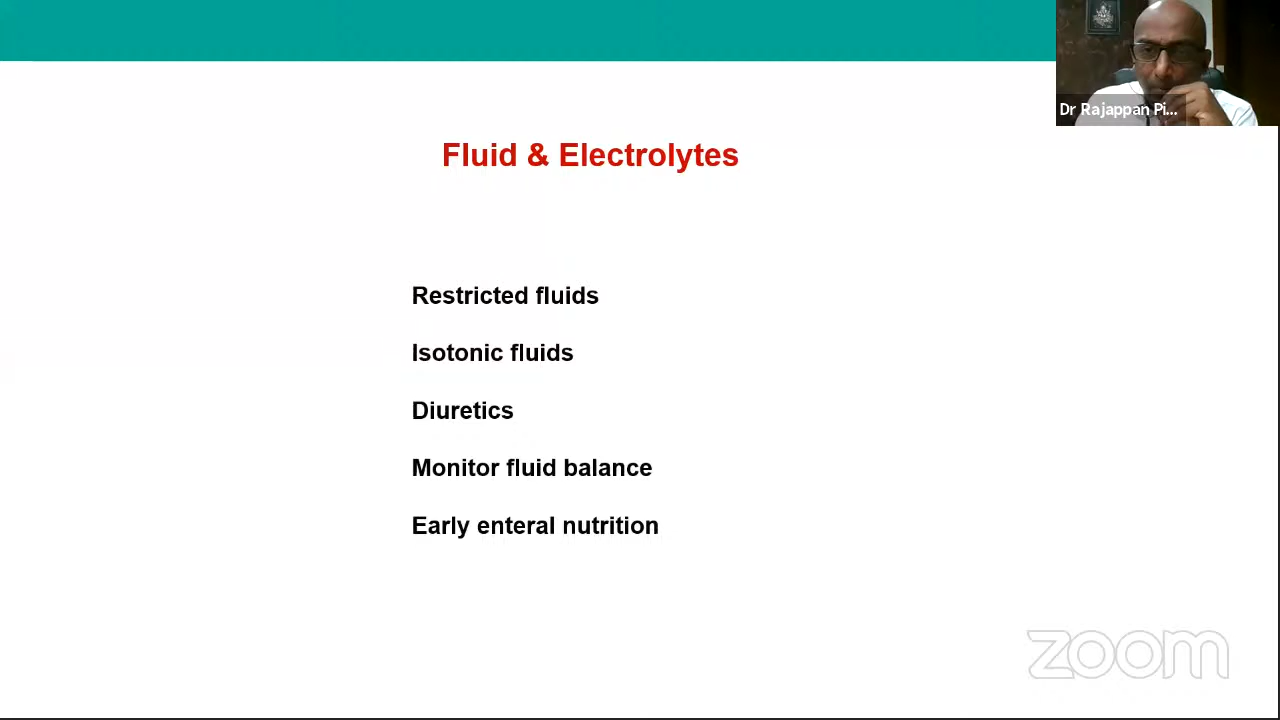 Dr Rajappan Pi...
Fluid & Electrolytes
Restricted fluids
Isotonic fluids
Diuretics
Monitor fluid balance
Early enteral nutrition
zoom